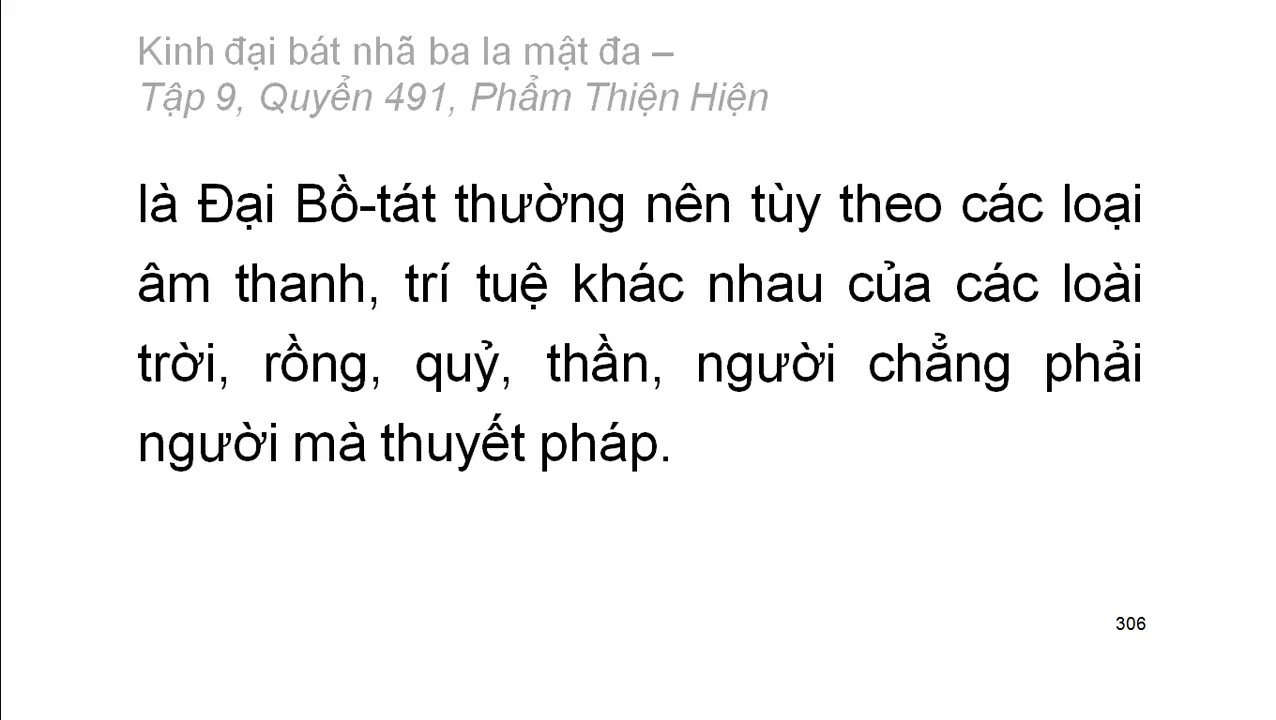 Kinh đại bát nhã ba la mật đa –
Tập 9, Quyển 491, Phẩm Thiện Hiện
là Đại Bồ-tát thường nên tùy theo các loại
âm thanh, trí tuệ khác nhau của các loài
trời, rồng, quỷ, thần, người chẳng phải
người mà thuyết pháp.
306